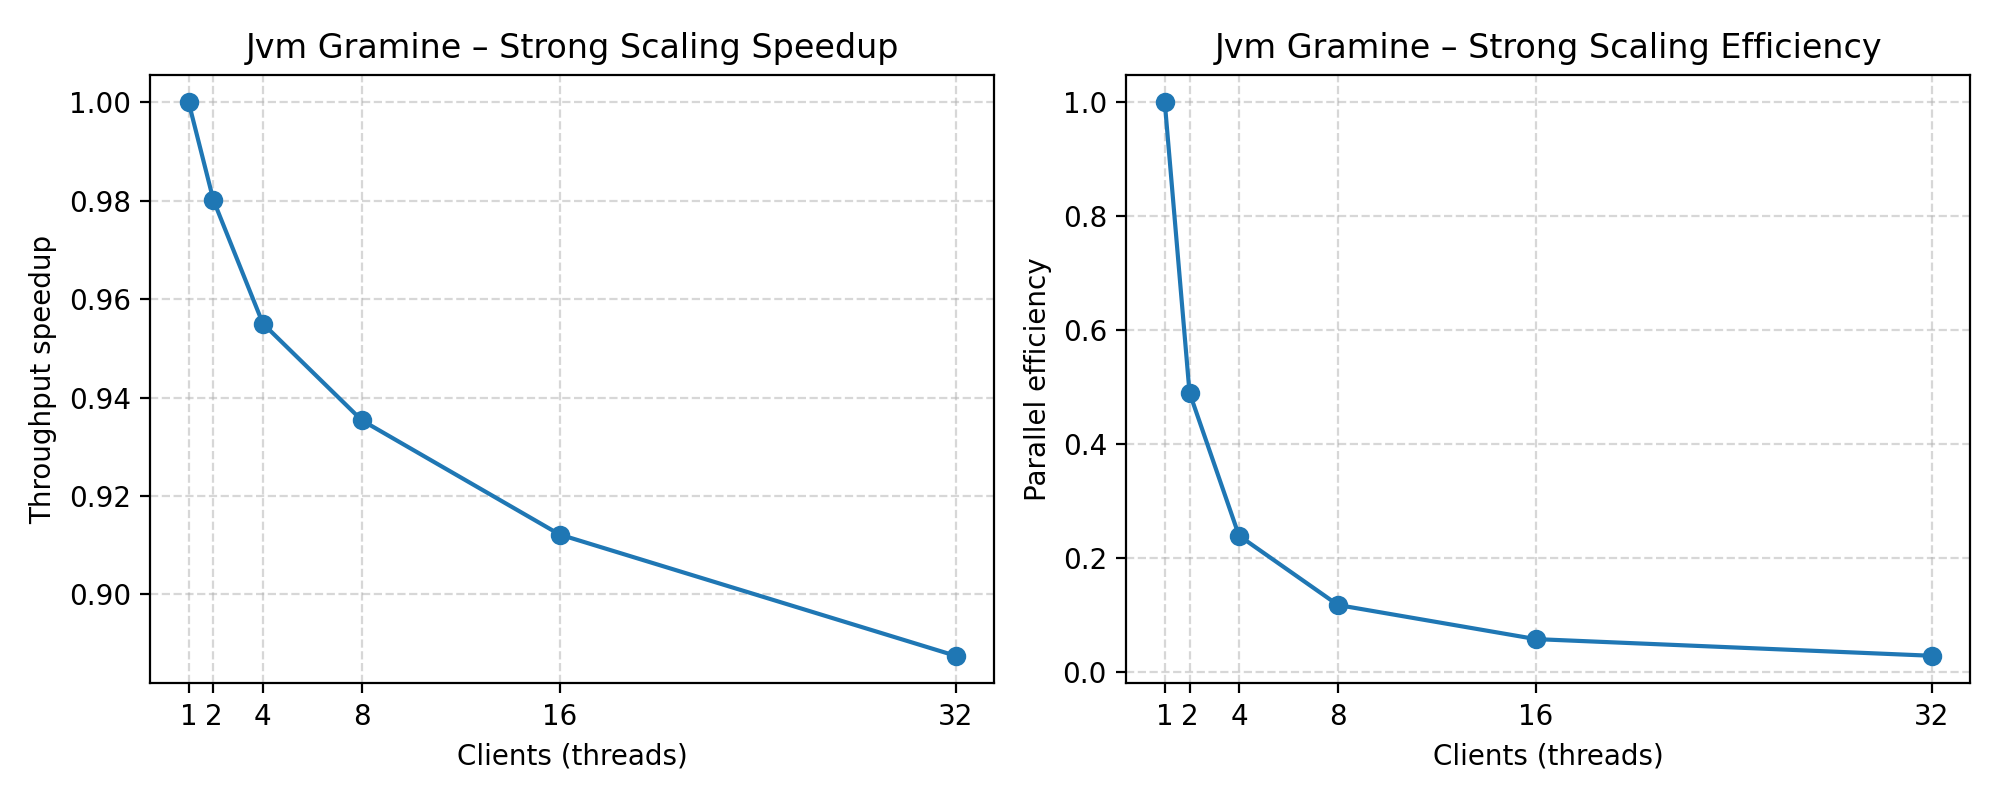 Jvm Gramine – Strong Scaling Speedup
Throughput speedup
1.00
0.98
0.96
0.94
0.92
0.90
1 2 4 8 16 32
Clients (threads)
Jvm Gramine – Strong Scaling Efficiency
Parallel efficiency
1.0
0.8
0.6
0.4
0.2
0.0
1 2 4 8 16 32
Clients (threads)